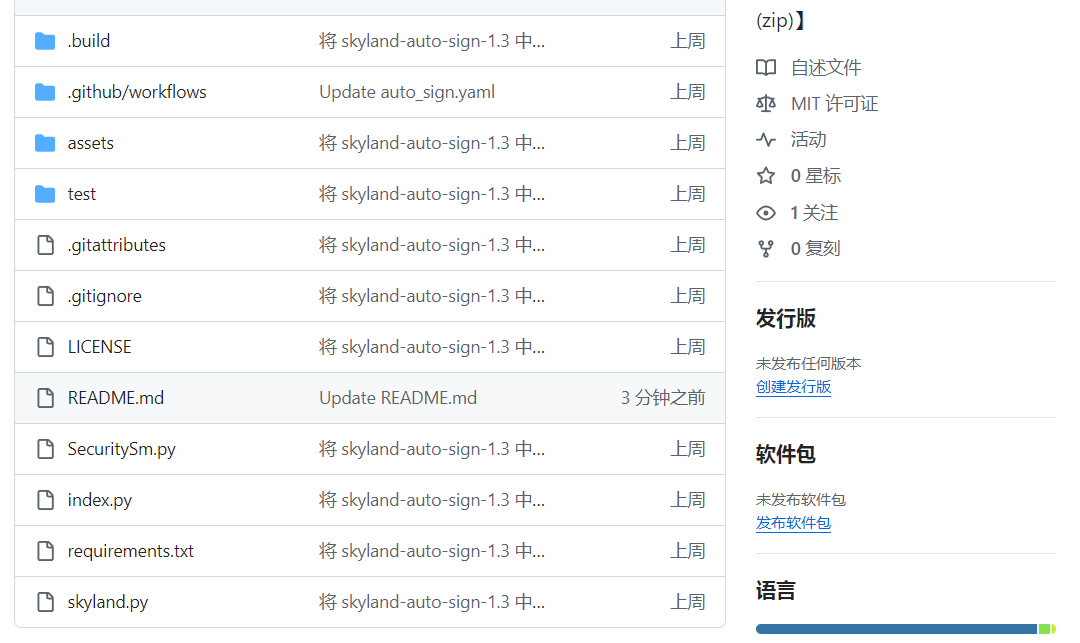 .build 将 skyland-auto-sign-1.3 中... 上周
.github/workflows Update auto_sign.yaml 上周
assets 将 skyland-auto-sign-1.3 中... 上周
test 将 skyland-auto-sign-1.3 中... 上周
.gitattributes 将 skyland-auto-sign-1.3 中... 上周
.gitignore 将 skyland-auto-sign-1.3 中... 上周
LICENSE 将 skyland-auto-sign-1.3 中... 上周
README.md Update README.md 3 分钟之前
SecuritySm.py 将 skyland-auto-sign-1.3 中... 上周
index.py 将 skyland-auto-sign-1.3 中... 上周
requirements.txt 将 skyland-auto-sign-1.3 中... 上周
skyland.py 将 skyland-auto-sign-1.3 中... 上周
(zip)】
自述文件
MIT 许可证
活动
0 星标
1 关注
0 复刻
发行版
未发布任何版本
创建发行版
软件包
未发布软件包
发布软件包
语言